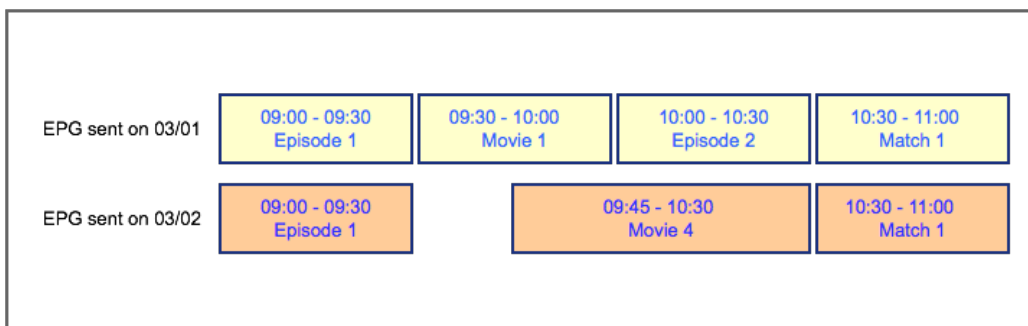 EPG sent on 03/01
09:00 - 09:30
Episode 1
09:30 - 10:00
Movie 1
10:00 - 10:30
Episode 2
10:30 - 11:00
Match 1
EPG sent on 03/02
09:00 - 09:30
Episode 1
09:45 - 10:30
Movie 4
10:30 - 11:00
Match 1